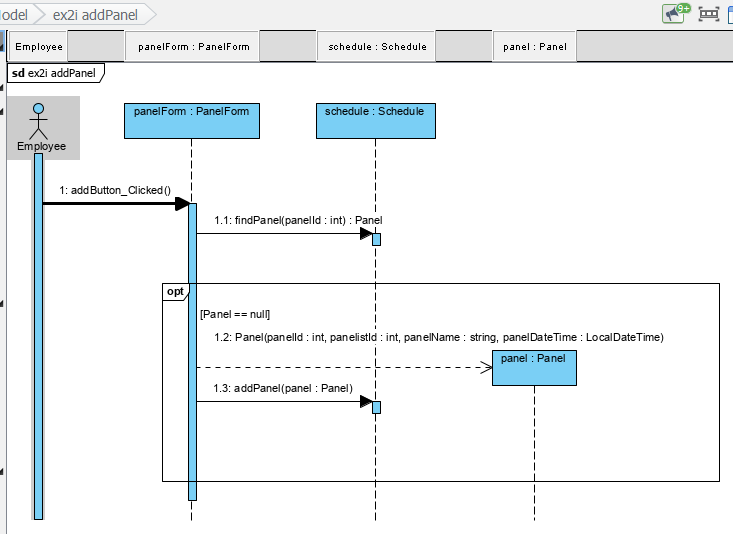 lodel
ex2i addPanel
9+
Employee
panelForm : PanelForm
schedule : Schedule
panel : Panel
sd ex2i addPanel
panelForm : PanelForm
schedule : Schedule
Employee
1: addButton_Clicked()
1.1: findPanel(panelId : int) : Panel
opt
[Panel == null]
1.2: Panel(panelId : int, panelistId : int, panelName : string, panelDateTime : LocalDateTime)
panel : Panel
1.3: addPanel(panel : Panel)